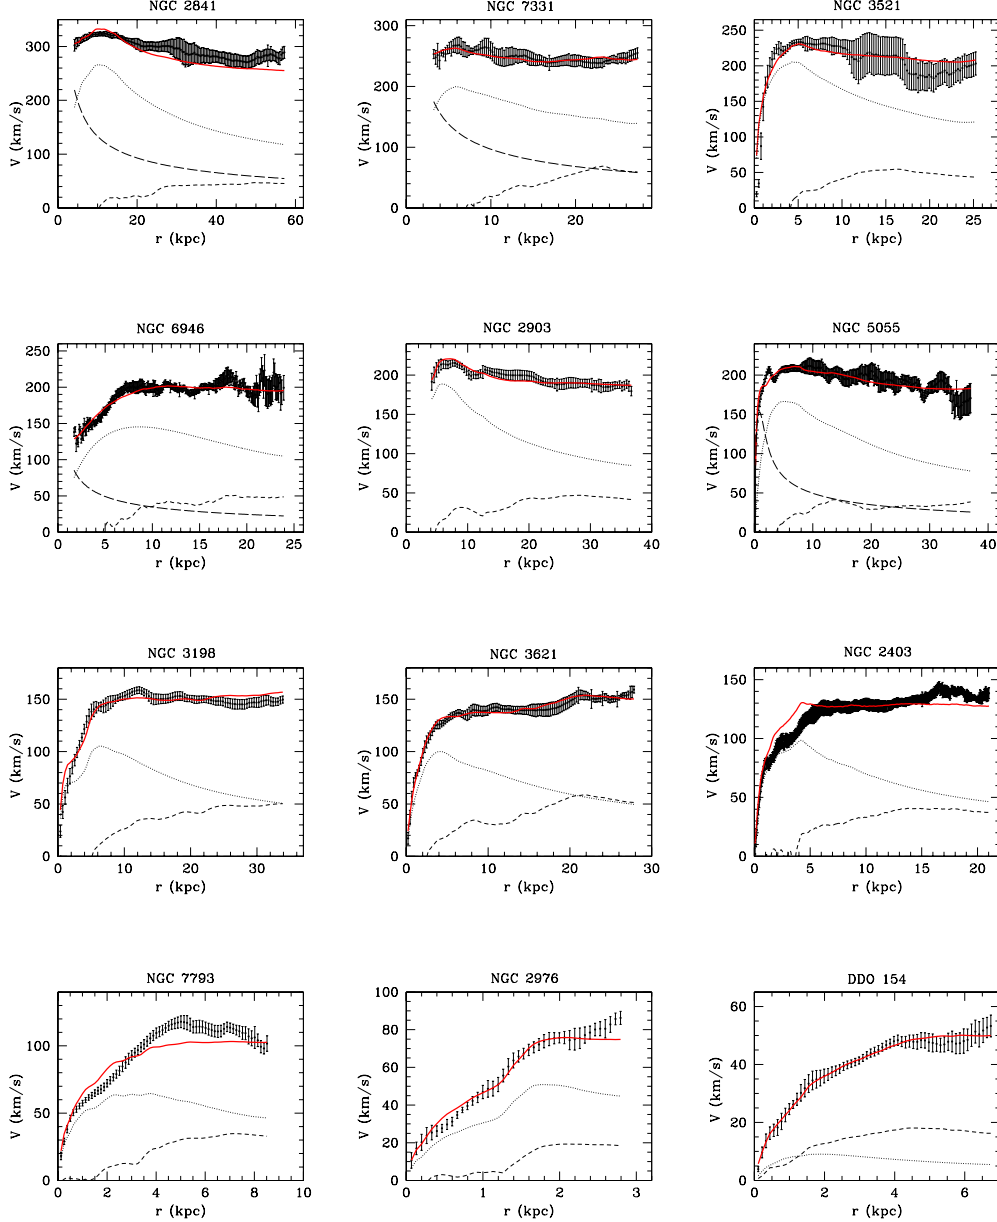 NGC 2841 NGC 7331 NGC 3521
V (km/s) 300 200 100 0 V (km/s) 300 200 100 0 V (km/s) 250 200 150 100 50 0
0 20 40 60 0 10 20 0 5 10 15 20 25
r (kpc) r (kpc) r (kpc)
NGC 6946 NGC 2903 NGC 5055
V (km/s) 250 200 150 100 50 0 V (km/s) 200 150 100 50 0 V (km/s) 200 150 100 50 0
0 5 10 15 20 25 0 10 20 30 40 0 10 20 30 40
r (kpc) r (kpc) r (kpc)
NGC 3198 NGC 3621 NGC 2403
V (km/s) 150 100 50 0 V (km/s) 150 100 50 0 V (km/s) 150 100 50 0
0 10 20 30 0 10 20 30 0 5 10 15 20
r (kpc) r (kpc) r (kpc)
NGC 7793 NGC 2976 DDO 154
V (km/s) 100 50 0 V (km/s) 100 80 60 40 20 0 V (km/s) 60 40 20 0
0 2 4 6 8 10 0 1 2 3 0 2 4 6
r (kpc) r (kpc) r (kpc)